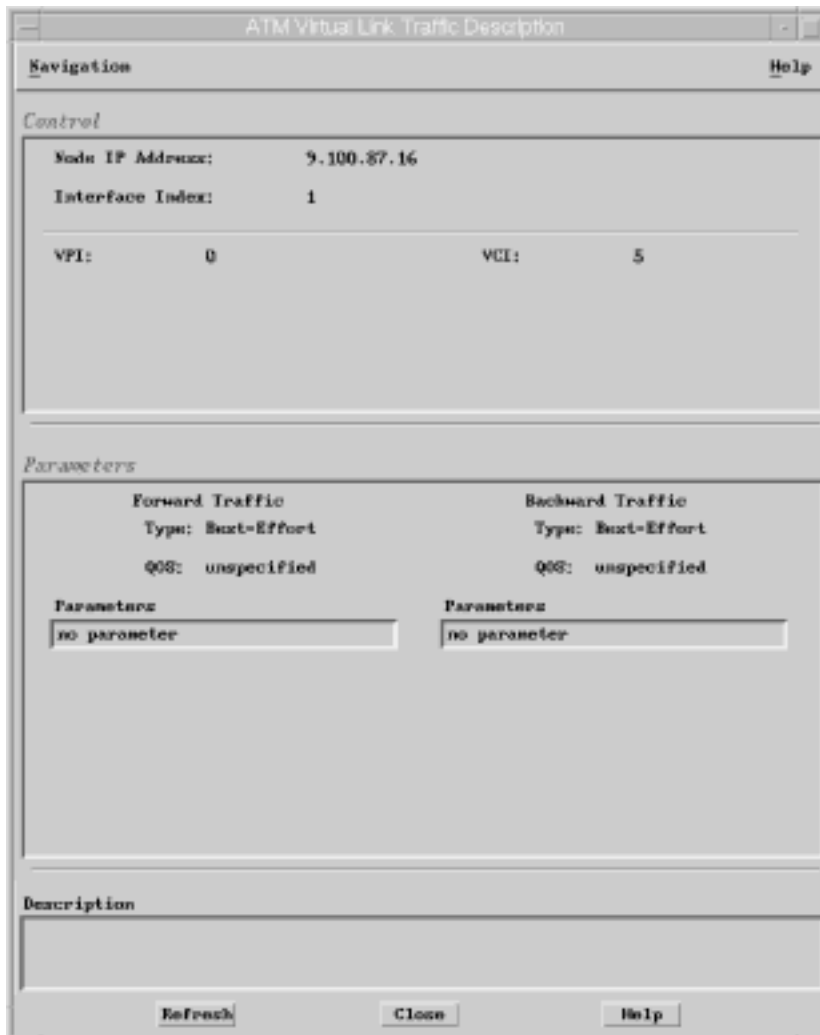 ATM Virtual Link Traffic Description
Navigation Help
Control
Node IP Address: 9.100.87.16
Interface Index: 1
VPI: 0 VCI: 5
Parameters
Forward Traffic Backward Traffic
Type: Best-Effort Type: Best-Effort
QOS: unspecified QOS: unspecified
Parameters Parameters
no parameter no parameter
Description
Refresh Close Help